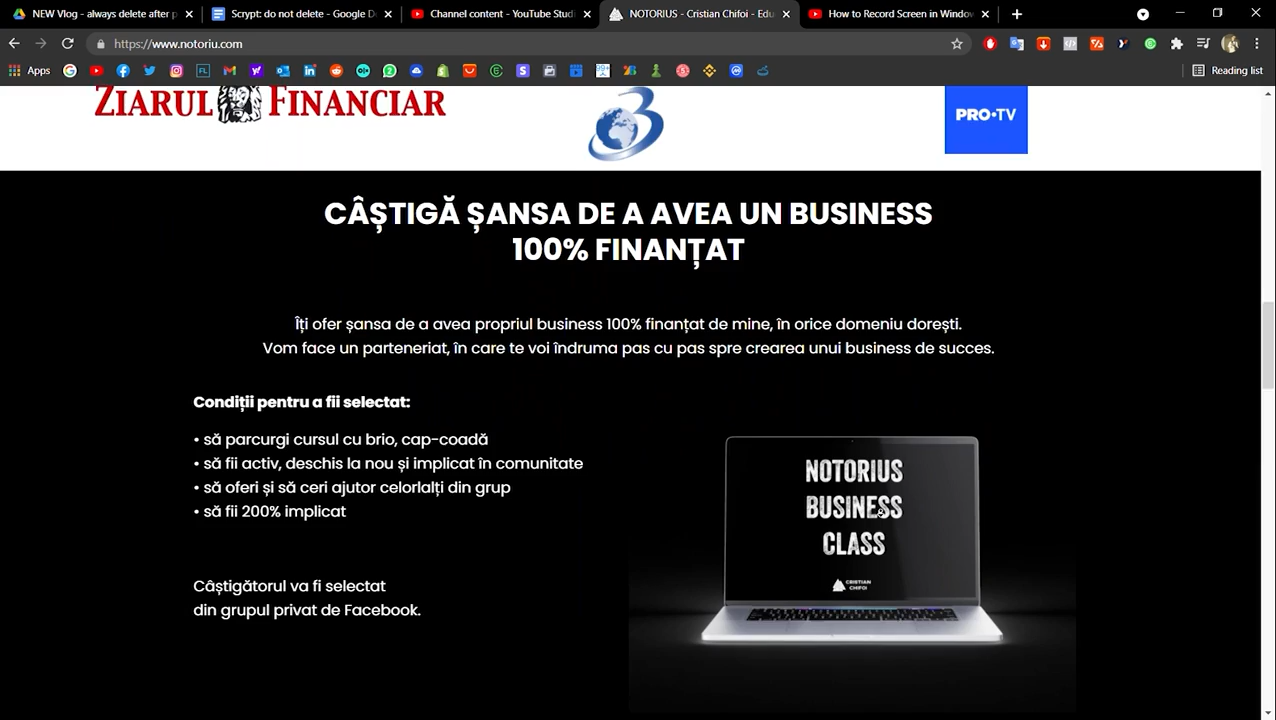 NEW Vlog - always delete after p
Scrypt: do not delete - Google D
Channel content - YouTube Studi
NOTORIUS - Cristian Chifoi - Edu
How to Record Screen in Window
https://www.notoriu.com
Apps
99+
Reading list
ZIARUL FINANCIAR
3
PRO•TV
CÂȘTIGĂ ȘANSA DE A AVEA UN BUSINESS
100% FINANȚAT
Îți ofer șansa de a avea propriul business 100% finanțat de mine, în orice domeniu dorești.
Vom face un parteneriat, în care te voi îndruma pas cu pas spre crearea unui business de succes.
Condiții pentru a fii selectat:
• să parcurgi cursul cu brio, cap-coadă
• să fii activ, deschis la nou și implicat în comunitate
• să oferi și să ceri ajutor celorlalți din grup
• să fii 200% implicat
Câștigătorul va fi selectat
din grupul privat de Facebook.
NOTORIUS
BUSINESS
CLASS
CRISTIAN
CHIFOI